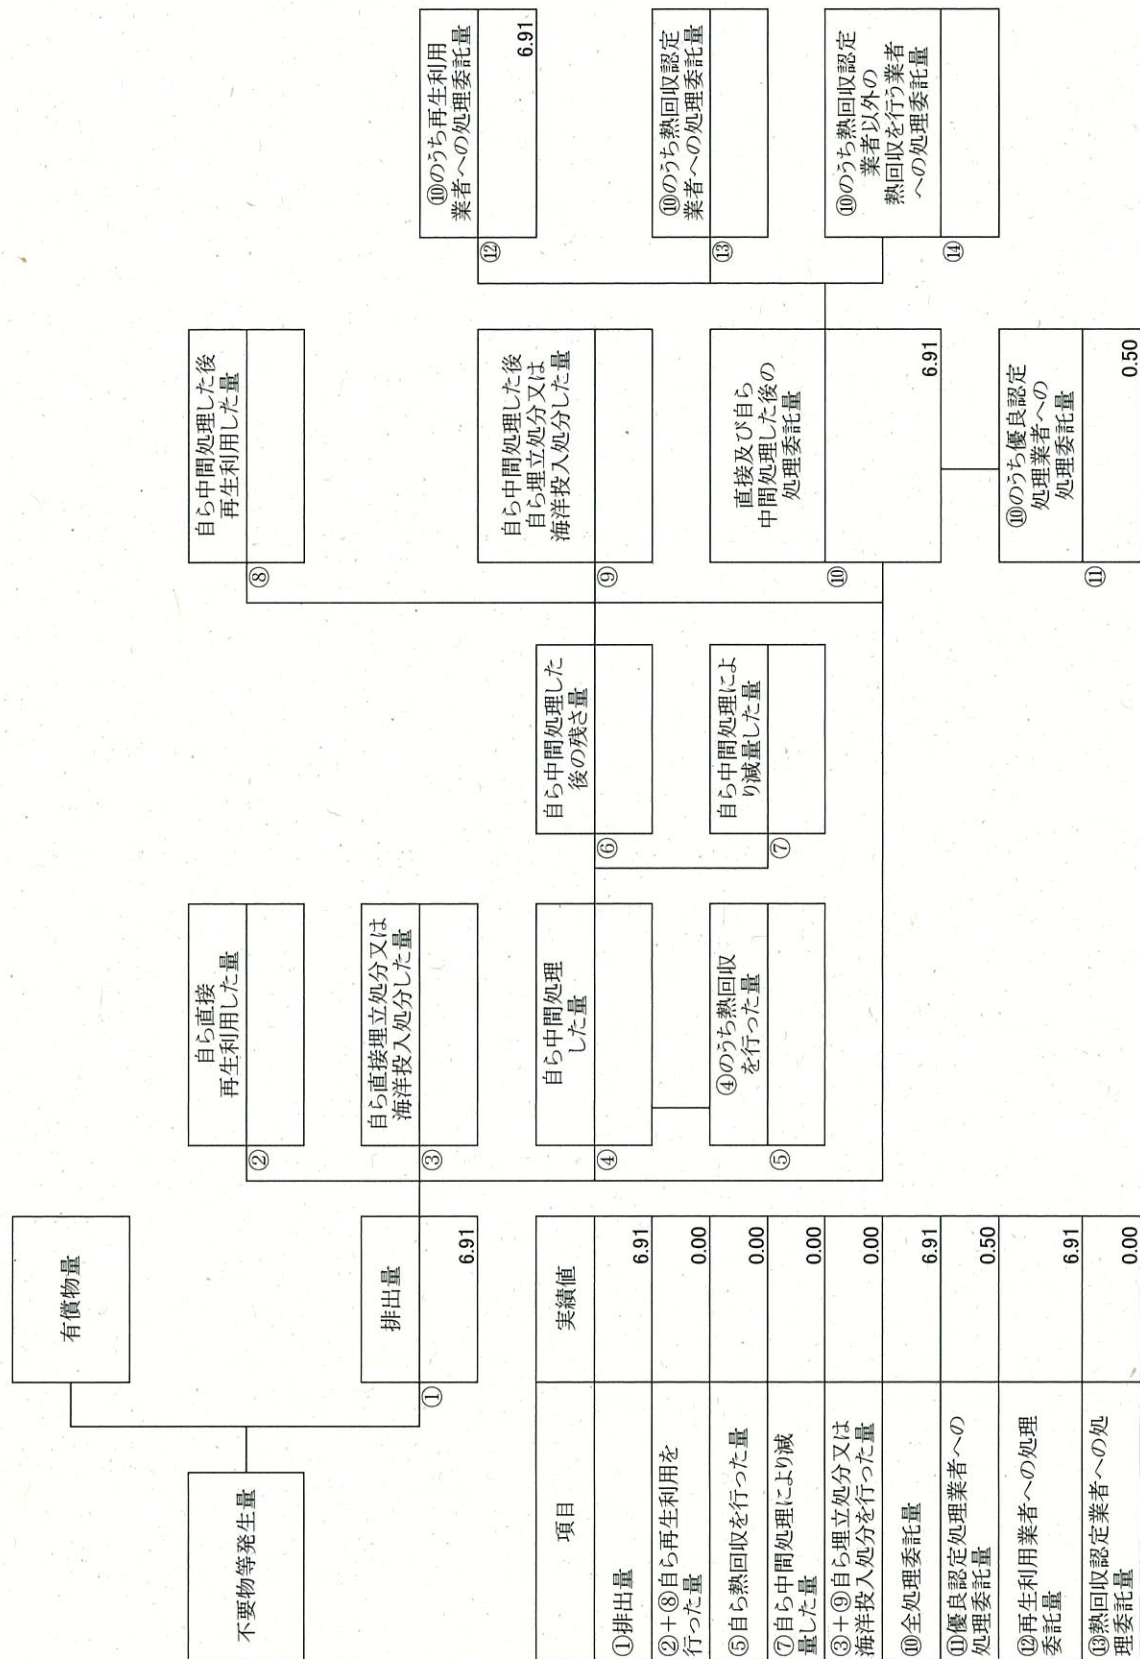 不要物等発生量
有償物量
排出量
①
6.91
自ら直接
再生利用した量
②
自ら直接埋立処分又は
海洋投入処分した量
③
自ら中間処理
した量
④
④のうち熱回収
を行った量
⑤
自ら中間処理した
後の残さ量
⑥
自ら中間処理によ
り減量した量
⑦
自ら中間処理した後
再生利用した量
⑧
自ら中間処理した後
自ら埋立処分又は
海洋投入処分した量
⑨
直接及び自ら
中間処理した後の
処理委託量
⑩
6.91
⑩のうち優良認定
処理業者への
処理委託量
⑪
0.50
⑩のうち再生利用
業者への処理委託量
⑫
6.91
⑩のうち熱回収認定
業者への処理委託量
⑬
⑩のうち熱回収認定
業者以外の
熱回収を行う業者
への処理委託量
⑭
項目 実績値
①排出量 6.91
②+⑧自ら再生利用を
行った量 0.00
⑤自ら熱回収を行った量 0.00
⑦自ら中間処理により減
量した量 0.00
③+⑨自ら埋立処分又は
海洋投入処分を行った量 0.00
⑩全処理委託量 6.91
⑪優良認定処理業者への
処理委託量 0.50
⑫再生利用業者への処理
委託量 6.91
⑬熱回収認定業者への処
理委託量 0.00